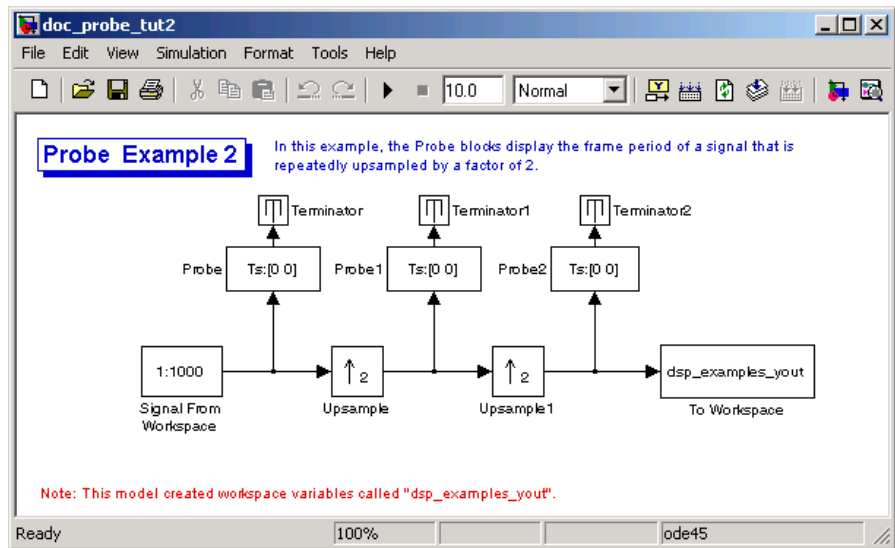 doc_probe_tut2
File Edit View Simulation Format Tools Help
10.0 Normal
Probe Example 2
In this example, the Probe blocks display the frame period of a signal that is
repeatedly upsampled by a factor of 2.
Terminator Terminator1 Terminator2
Probe Ts:[0 0] Probe1 Ts:[0 0] Probe2 Ts:[0 0]
1:1000 2 2 dsp_examples_yout
Signal From
Workspace
Upsample Upsample1 To Workspace
Note: This model created workspace variables called "dsp_examples_yout".
Ready 100% ode45